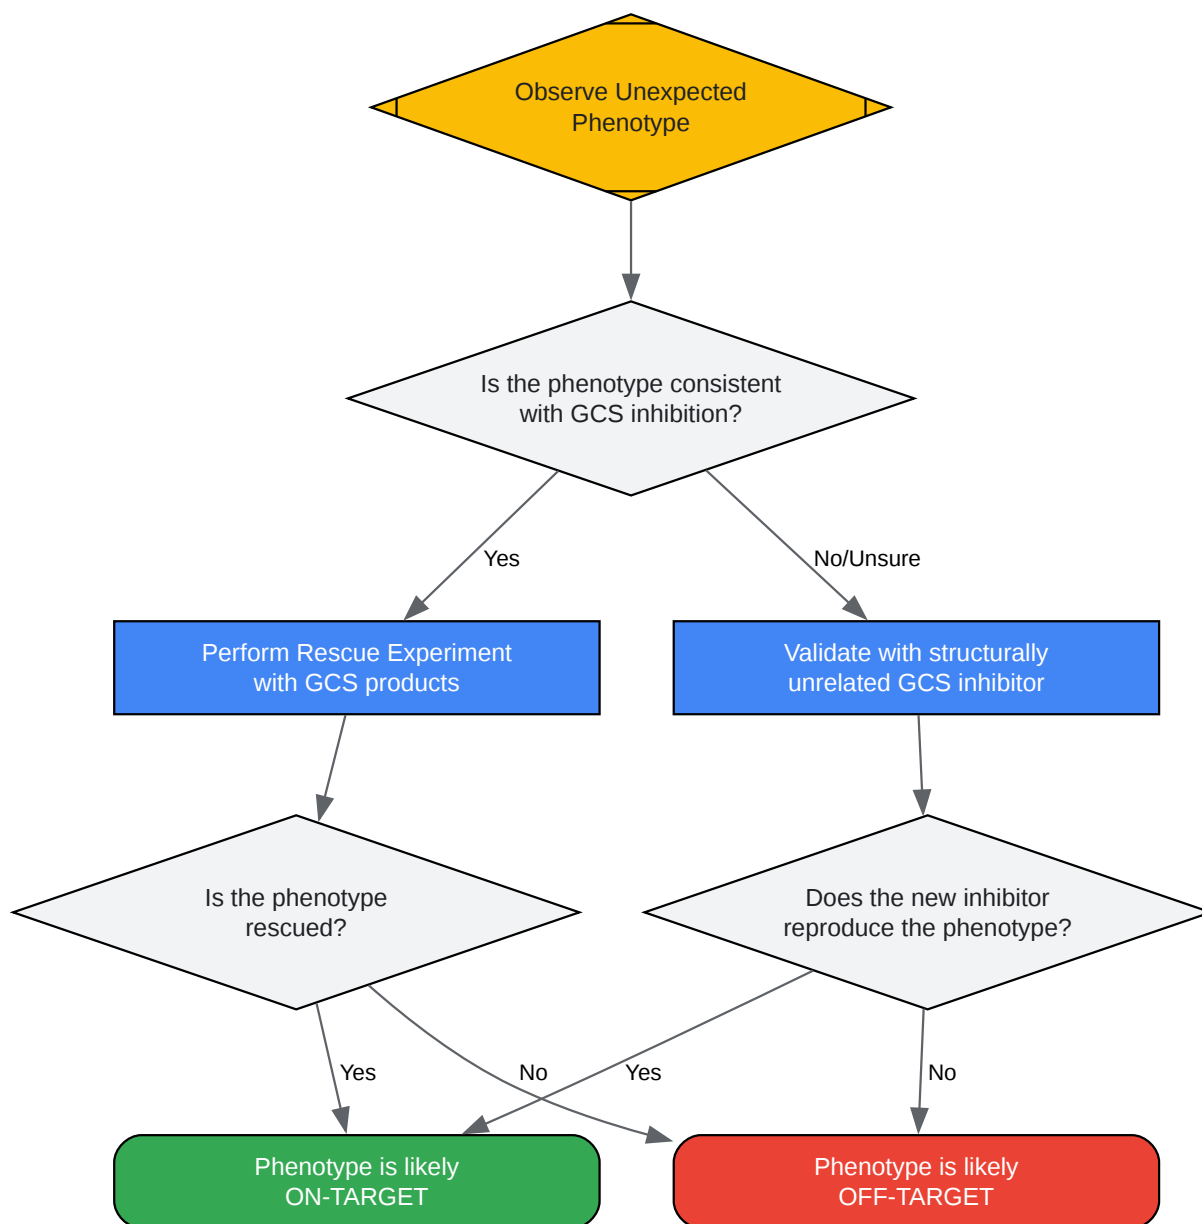 Observe Unexpected
Phenotype
Is the phenotype consistent
with GCS inhibition?
Yes
No/Unsure
Perform Rescue Experiment
with GCS products
Validate with structurally
unrelated GCS inhibitor
Is the phenotype
rescued?
Does the new inhibitor
reproduce the phenotype?
Yes
No
Yes
No
Phenotype is likely
ON-TARGET
Phenotype is likely
OFF-TARGET